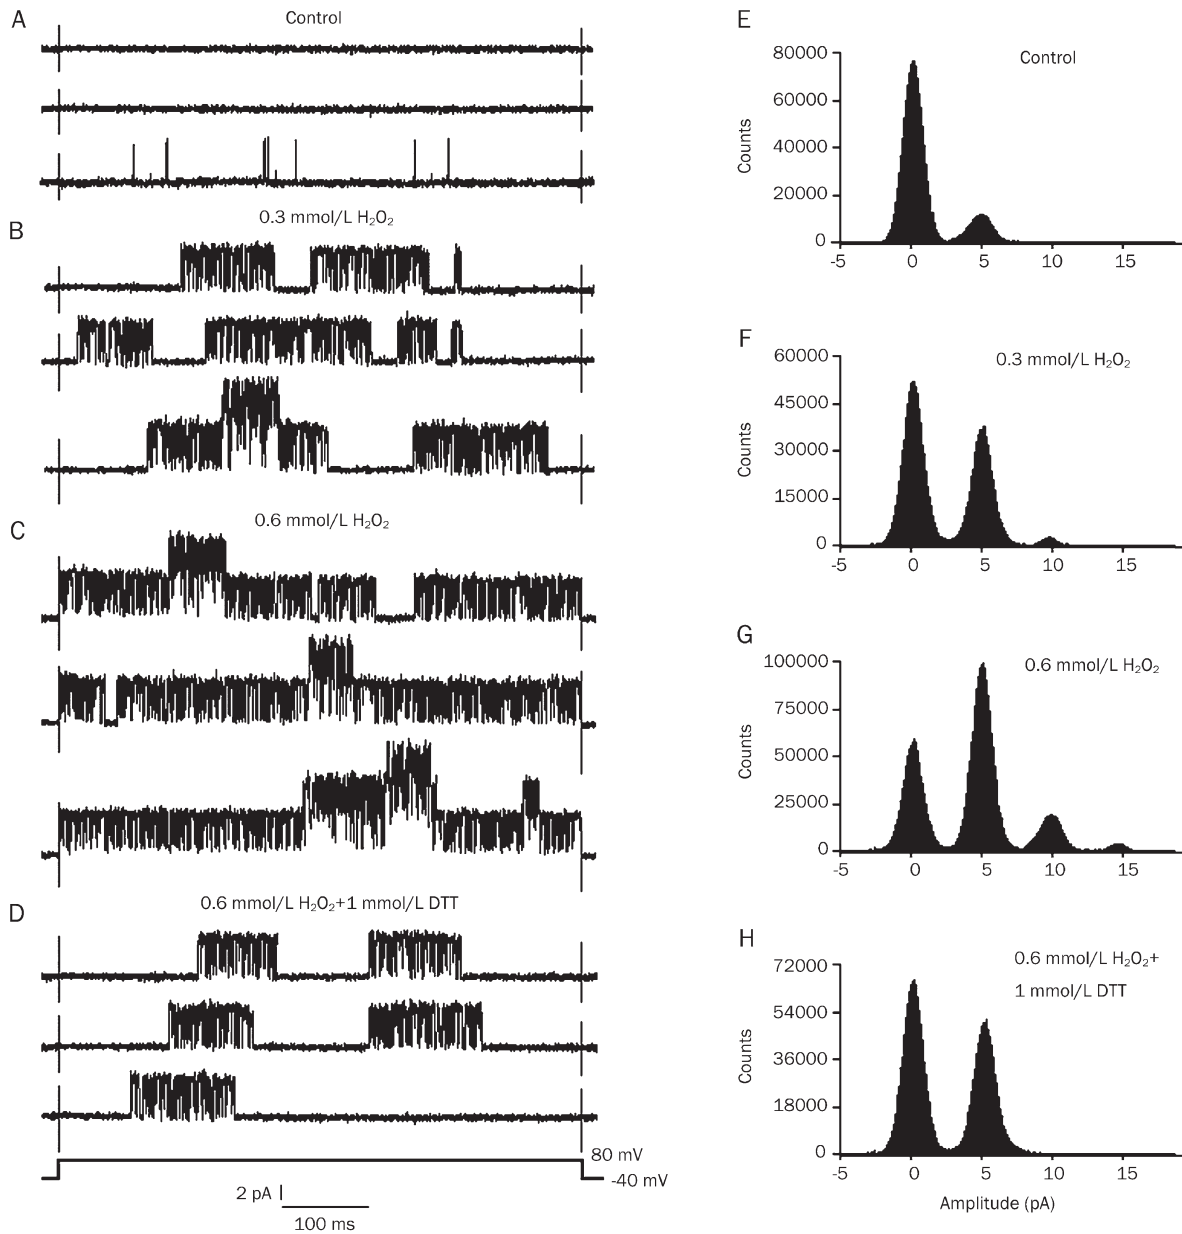 A
Control
B
0.3 mmol/L H₂O₂
C
0.6 mmol/L H₂O₂
D
0.6 mmol/L H₂O₂+1 mmol/L DTT
80 mV
-40 mV
2 pA
100 ms
E
Control
Counts
80000
60000
40000
20000
0
-5 0 5 10 15
F
0.3 mmol/L H₂O₂
Counts
60000
45000
30000
15000
0
-5 0 5 10 15
G
0.6 mmol/L H₂O₂
Counts
100000
75000
50000
25000
0
-5 0 5 10 15
H
0.6 mmol/L H₂O₂+
1 mmol/L DTT
Counts
72000
54000
36000
18000
0
-5 0 5 10 15
Amplitude (pA)